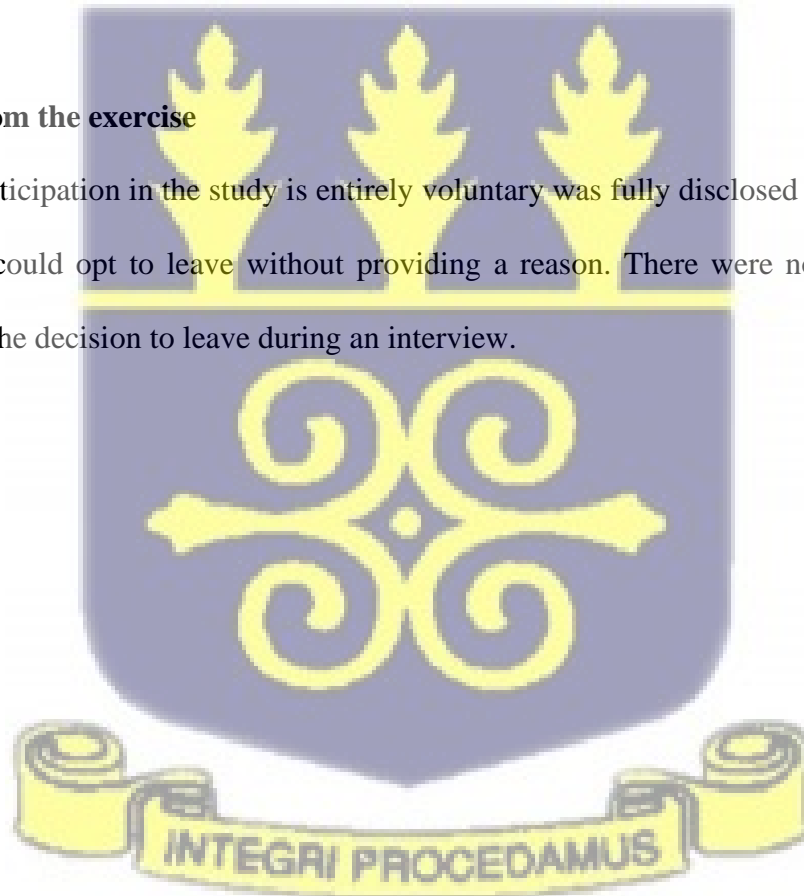 om the exercise
ticipation in the study is entirely voluntary was fully disclosed
could opt to leave without providing a reason. There were no
he decision to leave during an interview.
INTEGRI PROCEDAMUS